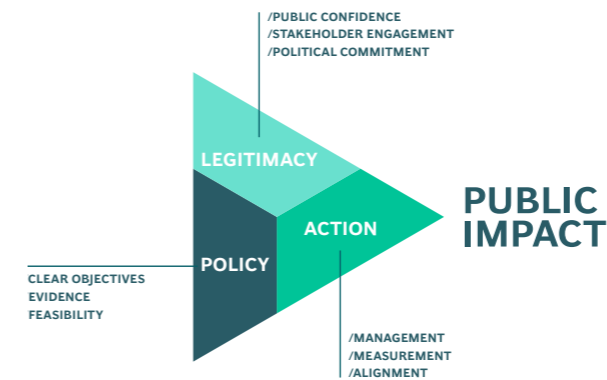 /PUBLIC CONFIDENCE
/STAKEHOLDER ENGAGEMENT
/POLITICAL COMMITMENT
LEGITIMACY
PUBLIC
IMPACT
ACTION
POLICY
CLEAR OBJECTIVES
EVIDENCE
FEASIBILITY
/MANAGEMENT
/MEASUREMENT
/ALIGNMENT